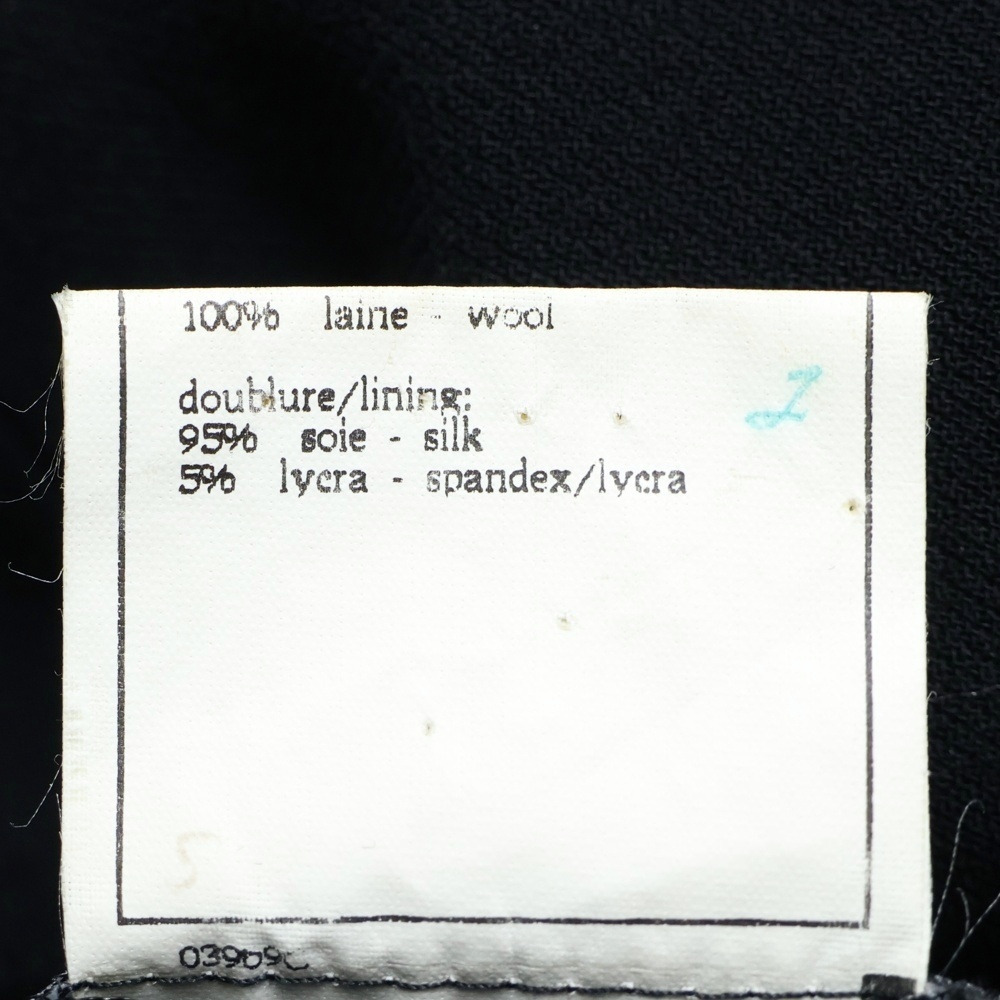 100% laine - wool
doublure/lining:
95% soie - silk
5% lycra - spandex/lycra